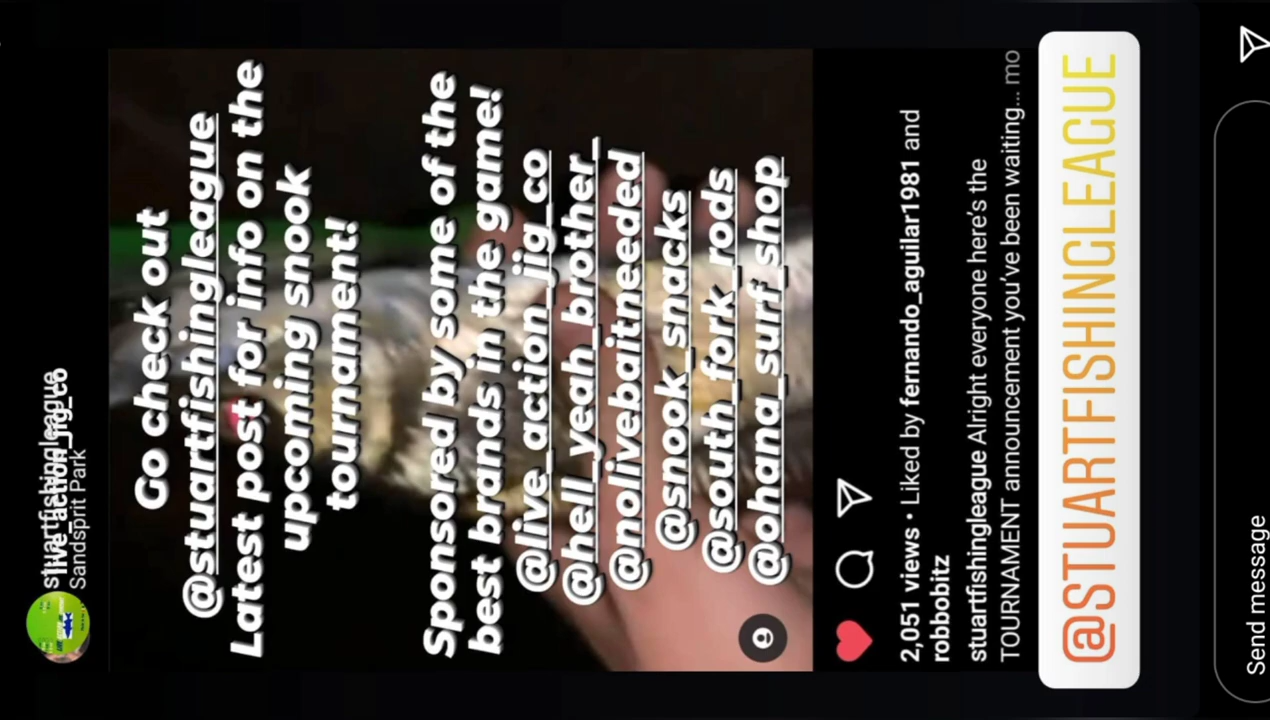 stuartfishingleague
live_action_jig_co
Sandsprit Park
Go check out
@stuartfishingleague
Latest post for info on the
upcoming snook
tournament!
Sponsored by some of the
best brands in the game!
@live_action_jig_co
@hell_yeah_brother_
@nolivebaitneeded
@snook_snacks
@south_fork_rods
@ohana_surf_shop
2,051 views • Liked by fernando_aguilar1981 and
robbobitz
stuartfishingleague Alright everyone here's the
TOURNAMENT announcement you've been waiting... mo
@STUARTFISHINGLEAGUE
Send message